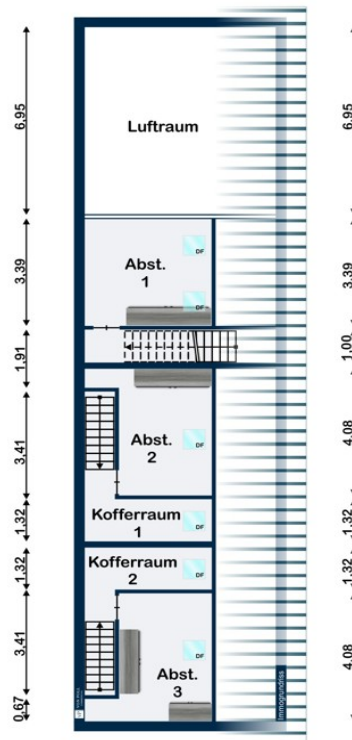 6.95
3.39
1.91
3.41
1.32
1.32
3.41
0.67
Luftraum
DF
Abst.
1
DF
Abst.
2
DF
Kofferraum
1
DF
Kofferraum
2
DF
DF
Abst.
3
DF
immogrundriss
6.95
3.39
1.00
4.08
1.32
1.32
4.08